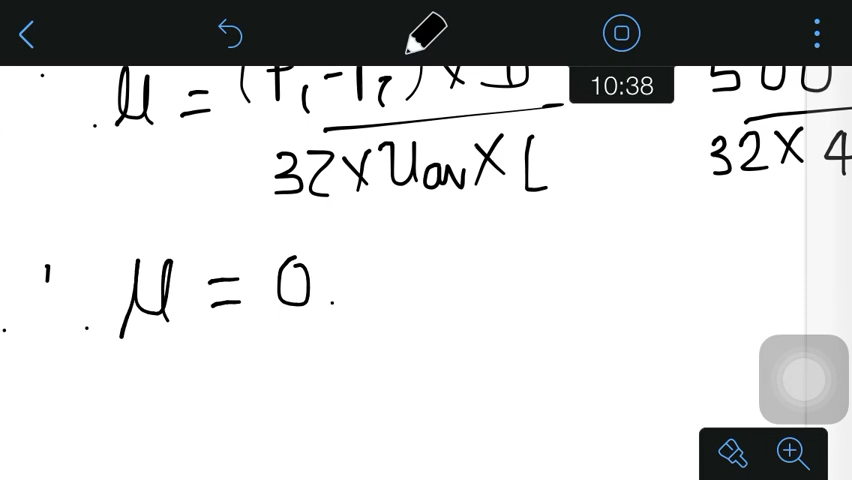 10:38
μ = (P₁-P₂) × D 500
32 × Uav × L 32 × 4
∴ μ = 0.